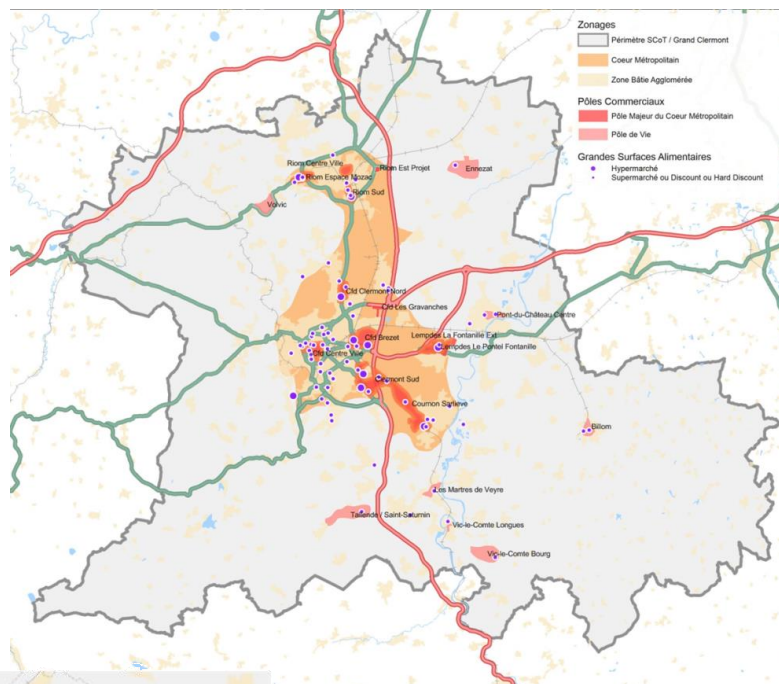 Zonages
Périmètre SCoT / Grand Clermont
Coeur Métropolitain
Zone Bâtie Agglomérée
Pôles Commerciaux
Pôle Majeur du Coeur Métropolitain
Pôle de Vie
Grandes Surfaces Alimentaires
Hypermarché
Supermarché ou Discount ou Hard Discount
Riom Centre Ville
Riom Est Projet
Ennezat
Riom Espace Mozac
Riom Sud
Volvic
Cfd Clermont Nord
Cfd Les Gravanches
Pont-du-Château Centre
Cfd Brezet
Lempdes La Fontanille Ext
Lempdes Le Pontel Fontanille
Cfd Centre Ville
Clermont Sud
Cournon Sarlieve
Billom
Les Martres de Veyre
Tallende / Saint-Saturnin
Vic-le-Comte Longues
Vic-le-Comte Bourg